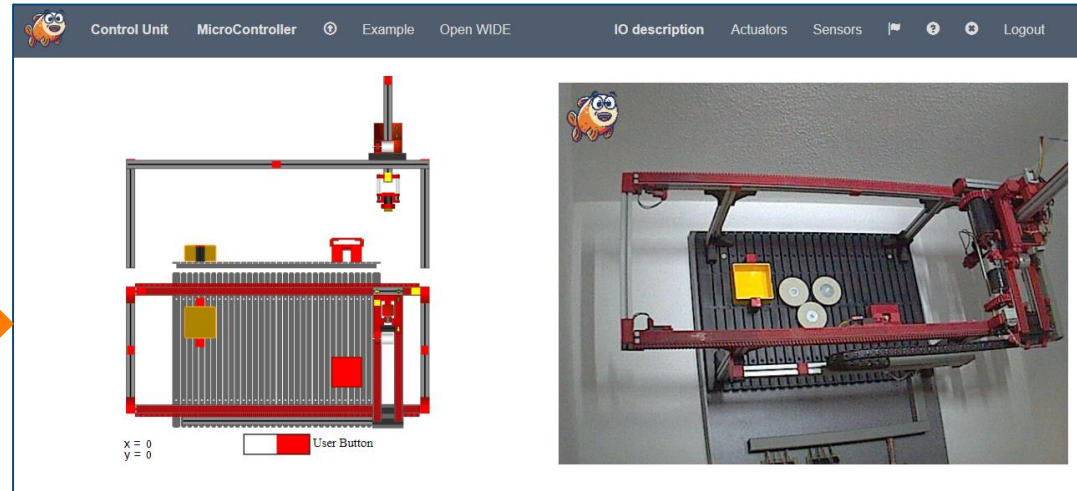 Control Unit MicroController Example Open WIDE IO description Actuators Sensors Logout
x = 0
y = 0
User Button